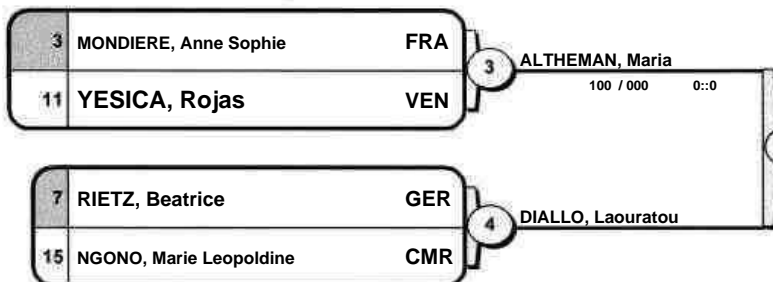 3 MONDIERE, Anne Sophie FRA
3 ALTHEMAN, Maria
100 / 000 0::0
11 YESICA, Rojas VEN
7 RIETZ, Beatrice GER
4 DIALLO, Laouratou
15 NGONO, Marie Leopoldine CMR